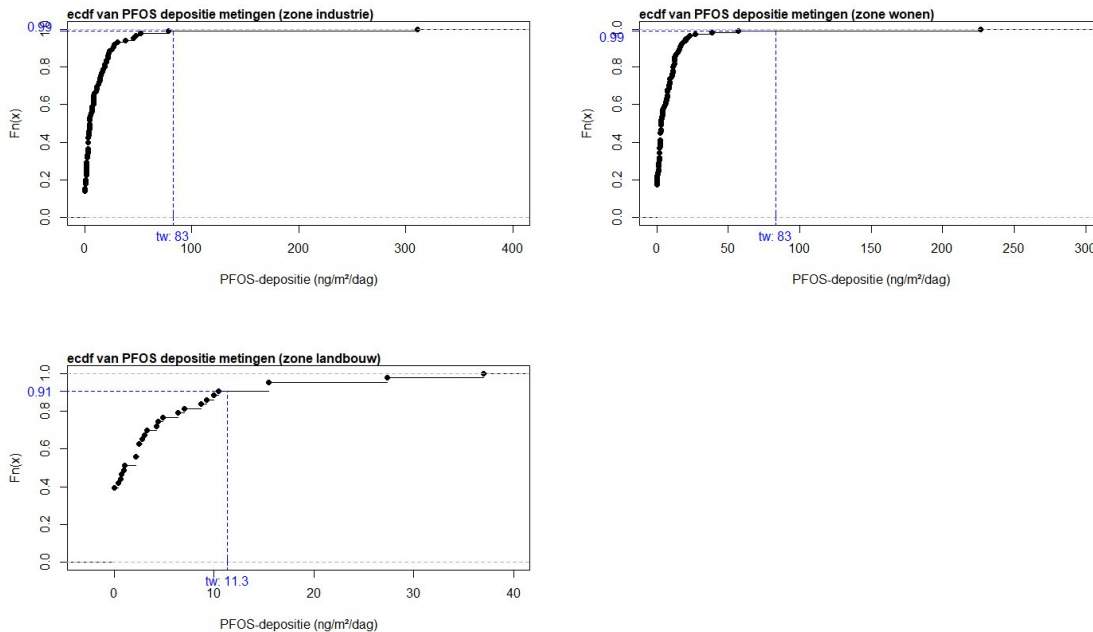 ecdf van PFOS depositie metingen (zone industrie)
0.99
Fn(x)
0.0 0.2 0.4 0.6 0.8 1.0
tw: 83
0 100 200 300 400
PFOS-depositie (ng/m²/dag)
ecdf van PFOS depositie metingen (zone wonen)
0.99
Fn(x)
0.0 0.2 0.4 0.6 0.8 1.0
tw: 83
0 50 100 150 200 250 300
PFOS-depositie (ng/m²/dag)
ecdf van PFOS depositie metingen (zone landbouw)
0.91
Fn(x)
0.0 0.2 0.4 0.6 0.8 1.0
tw: 11.3
0 10 20 30 40
PFOS-depositie (ng/m²/dag)